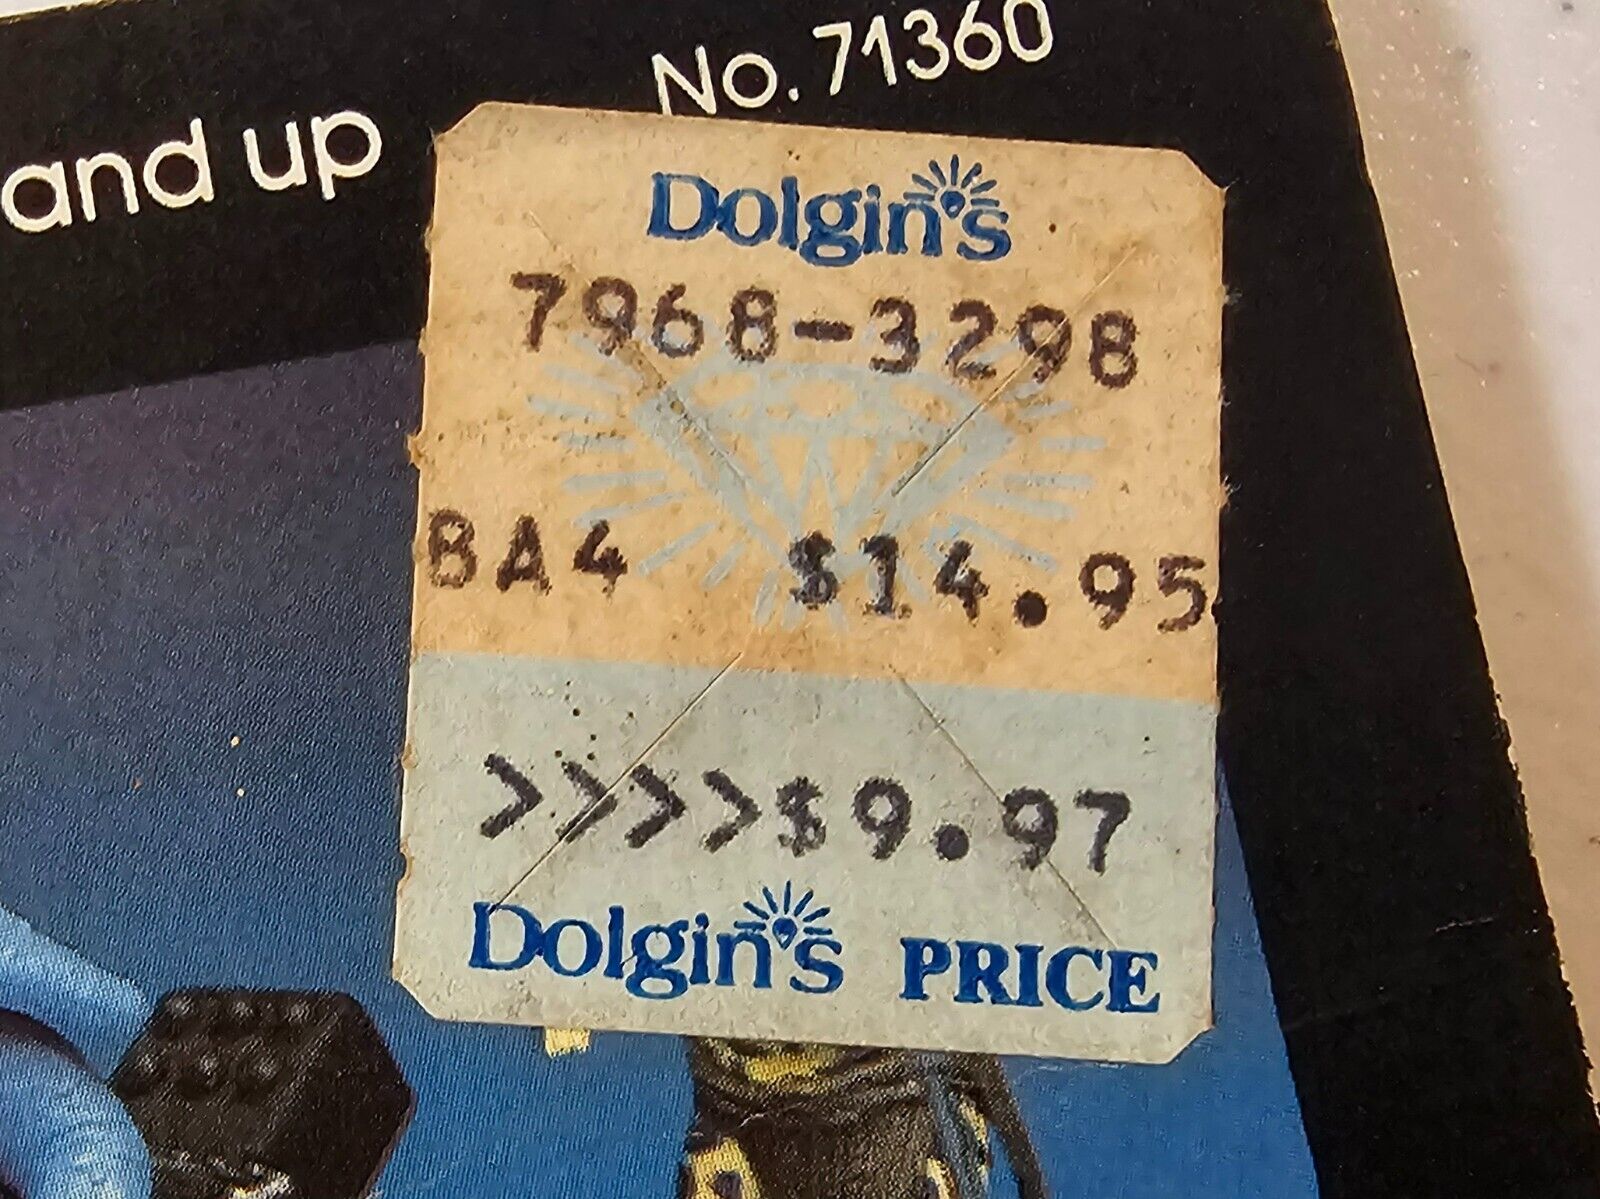 No. 71360
and up
Dolgin's
7968-3298
BA4 $14.95
>>>>$9.97
Dolgin's PRICE